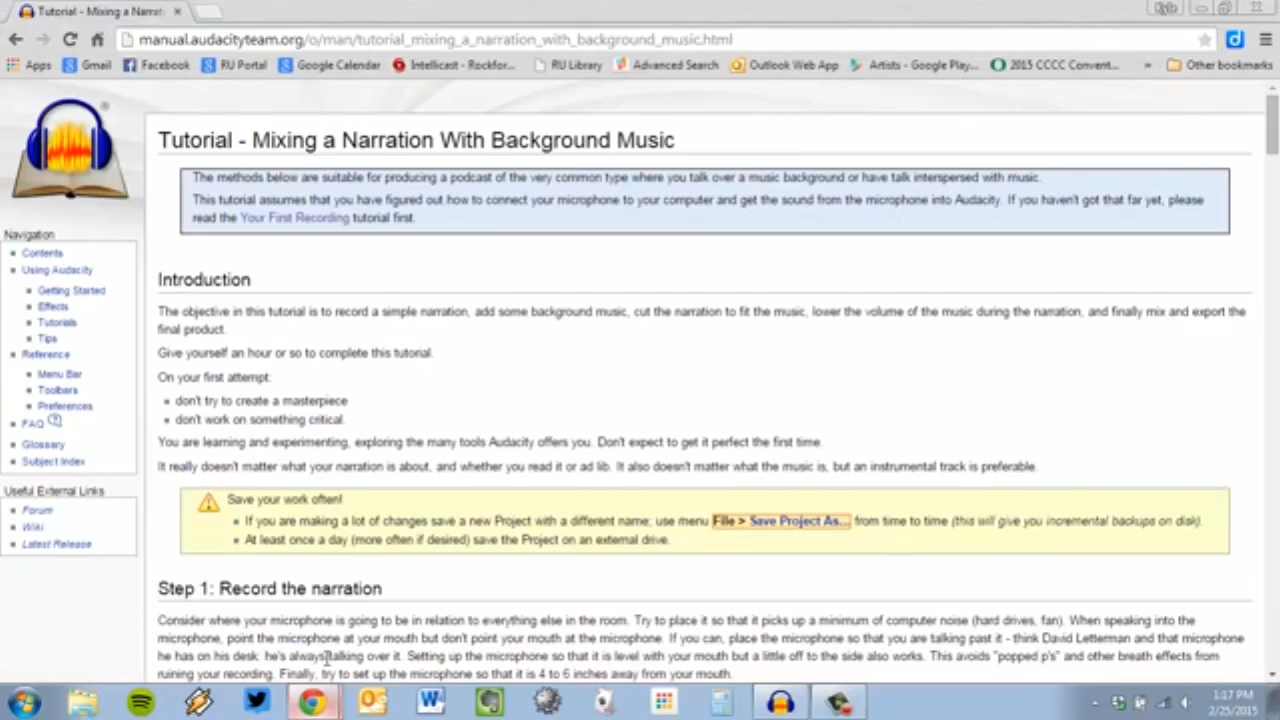 Tutorial - Mixing a Narrat
manual.audacityteam.org/o/man/tutorial_mixing_a_narration_with_background_music.html
Apps Gmail Facebook RU Portal Google Calendar Intellicast - Rockfor... RU Library Advanced Search Outlook Web App Artists - Google Play... 2015 CCCC Convent... » Other bookmarks
Tutorial - Mixing a Narration With Background Music
The methods below are suitable for producing a podcast of the very common type where you talk over a music background or have talk interspersed with music.
This tutorial assumes that you have figured out how to connect your microphone to your computer and get the sound from the microphone into Audacity. If you haven't got that far yet, please
read the Your First Recording tutorial first.
Navigation
Contents
Using Audacity
Getting Started
Effects
Tutorials
Tips
Reference
Menu Bar
Toolbars
Preferences
FAQ
Glossary
Subject Index
Useful External Links
Forum
Wiki
Latest Release
Introduction
The objective in this tutorial is to record a simple narration, add some background music, cut the narration to fit the music, lower the volume of the music during the narration, and finally mix and export the
final product.
Give yourself an hour or so to complete this tutorial.
On your first attempt:
don't try to create a masterpiece
don't work on something critical.
You are learning and experimenting, exploring the many tools Audacity offers you. Don't expect to get it perfect the first time.
It really doesn't matter what your narration is about, and whether you read it or ad lib. It also doesn't matter what the music is, but an instrumental track is preferable.
Save your work often!
If you are making a lot of changes save a new Project with a different name; use menu File > Save Project As... from time to time (this will give you incremental backups on disk).
At least once a day (more often if desired) save the Project on an external drive.
Step 1: Record the narration
Consider where your microphone is going to be in relation to everything else in the room. Try to place it so that it picks up a minimum of computer noise (hard drives, fan). When speaking into the
microphone, point the microphone at your mouth but don't point your mouth at the microphone. If you can, place the microphone so that you are talking past it - think David Letterman and that microphone
he has on his desk: he's always talking over it. Setting up the microphone so that it is level with your mouth but a little off to the side also works. This avoids "popped p's" and other breath effects from
ruining your recording. Finally, try to set up the microphone so that it is 4 to 6 inches away from your mouth.
1:17 PM
2/25/2015